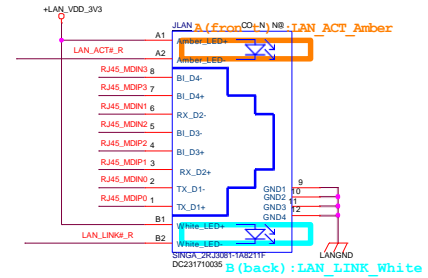 +LAN_VDD_3V3
JLAN
CONN@
A(front):LAN_ACT_Amber
A1
Amber_LED+
LAN_ACT#_R
A2
Amber_LED-
RJ45_MDIN3 8 BI_D4-
RJ45_MDIP3 7 BI_D4+
RJ45_MDIN1 6 RX_D2-
RJ45_MDIN2 5 BI_D3-
RJ45_MDIP2 4 BI_D3+
RJ45_MDIP1 3 RX_D2+
RJ45_MDIN0 2 TX_D1-
RJ45_MDIP0 1 TX_D1+
GND1 9
GND2 10
GND3 11
GND4 12
B1
White_LED+
LAN_LINK#_R
B2
White_LED-
LANGND
SINGA_2RJ3081-1A8211F
DC231710035
B(back):LAN_LINK_White